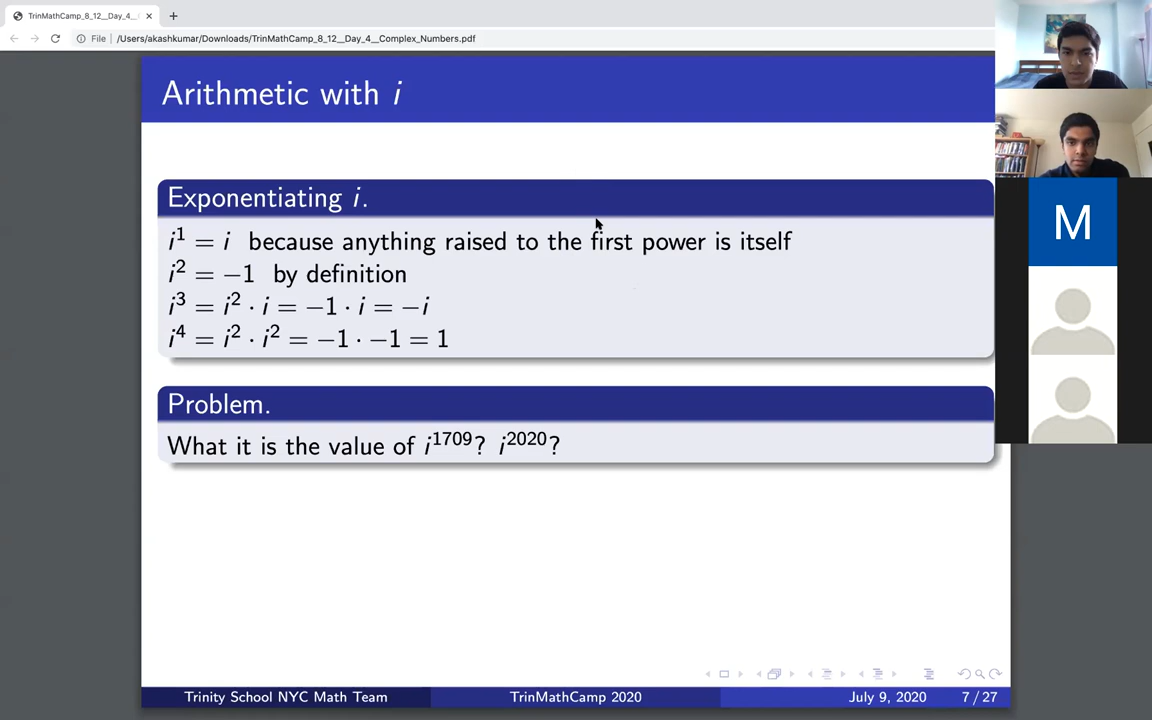 TrinMathCamp_8_12__Day_4_
File /Users/akashkumar/Downloads/TrinMathCamp_8_12__Day_4__Complex_Numbers.pdf
Arithmetic with i
Exponentiating i.
i¹ = i because anything raised to the first power is itself
i² = −1 by definition
i³ = i² · i = −1 · i = −i
i⁴ = i² · i² = −1 · −1 = 1
Problem.
What it is the value of i¹⁷⁰⁹? i²⁰²⁰?
M
Trinity School NYC Math Team TrinMathCamp 2020 July 9, 2020 7 / 27